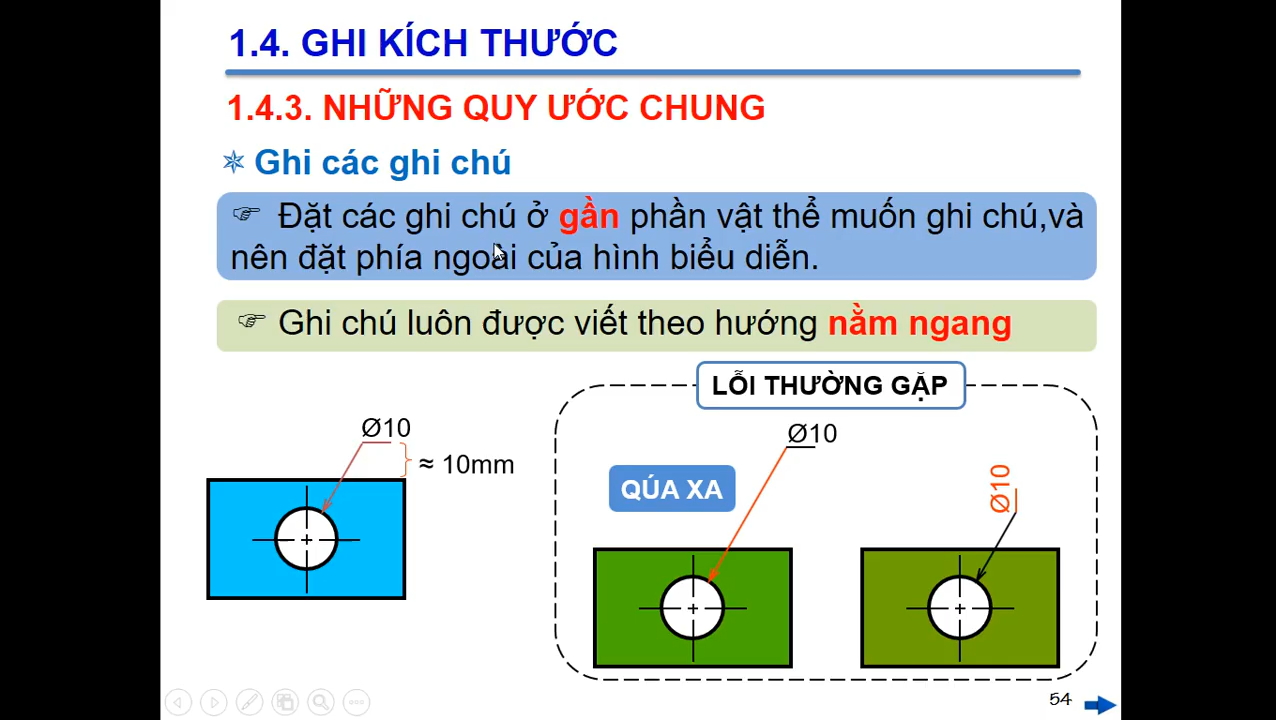 1.4. GHI KÍCH THƯỚC
1.4.3. NHỮNG QUY ƯỚC CHUNG
Ghi các ghi chú
Đặt các ghi chú ở gần phần vật thể muốn ghi chú,và
nên đặt phía ngoài của hình biểu diễn.
Ghi chú luôn được viết theo hướng nằm ngang
LỖI THƯỜNG GẶP
Ø10
≈ 10mm
Ø10
QÚA XA
Ø10
54